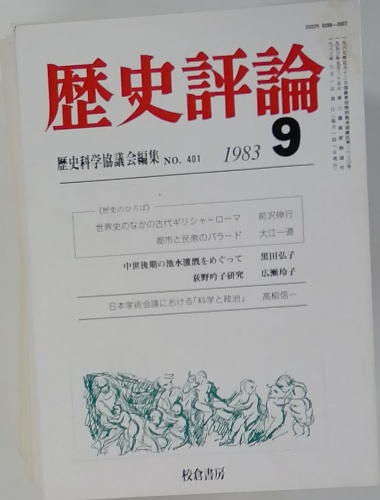 歴史評論
歴史科学協議会編集 NO. 401 1983 9
《歴史のひろば》
世界史のなかの古代ギリシャ－ローマ 前沢伸行
都市と民衆のバラード 大江一道
中世後期の池水灌漑をめぐって 黒田弘子
荻野吟子研究 広瀬玲子
日本学術会議における「科学と政治」 高柳信一
校倉書房